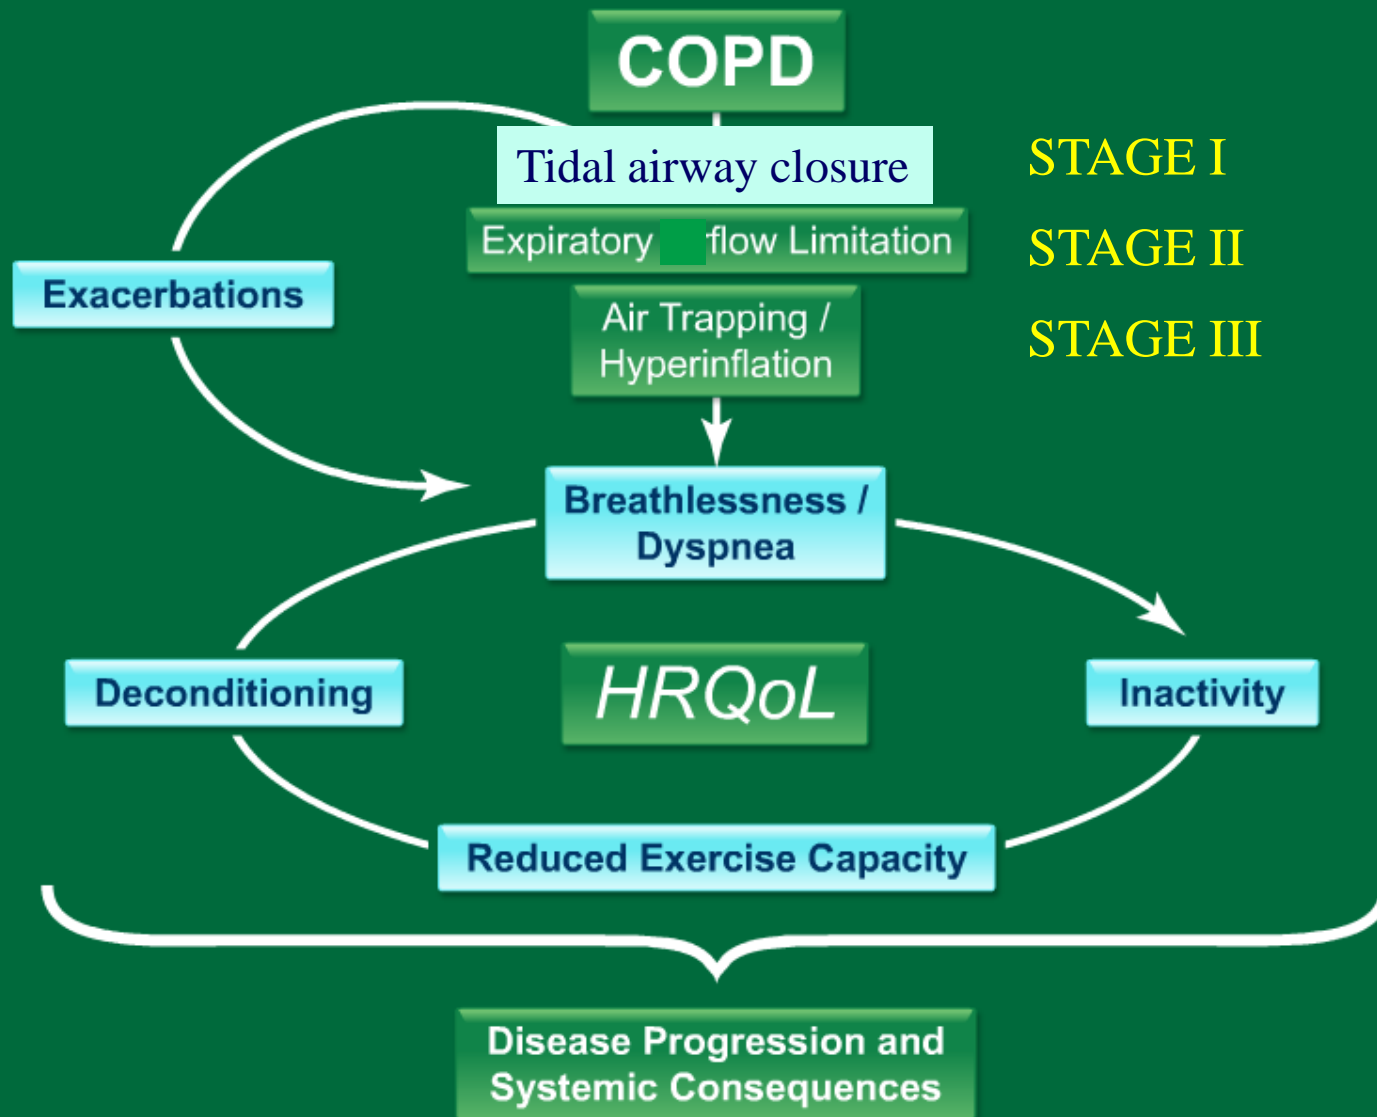 COPD
Tidal airway closure
STAGE I
Expiratory flow Limitation
STAGE II
Exacerbations
Air Trapping /
Hyperinflation
STAGE III
Breathlessness /
Dyspnea
Deconditioning
HRQoL
Inactivity
Reduced Exercise Capacity
Disease Progression and
Systemic Consequences